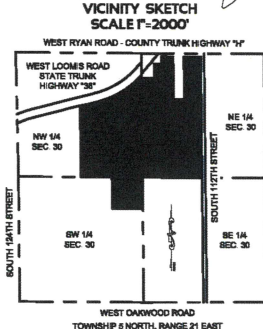 VICINITY SKETCH
SCALE 1"=2000'
WEST RYAN ROAD - COUNTY TRUNK HIGHWAY "H"
WEST LOOMIS ROAD
STATE TRUNK
HIGHWAY "36"
NW 1/4
SEC. 30
NE 1/4
SEC. 30
SOUTH 124TH STREET
SOUTH 112TH STREET
SW 1/4
SEC. 30
SE 1/4
SEC. 30
WEST OAKWOOD ROAD
TOWNSHIP 5 NORTH, RANGE 21 EAST